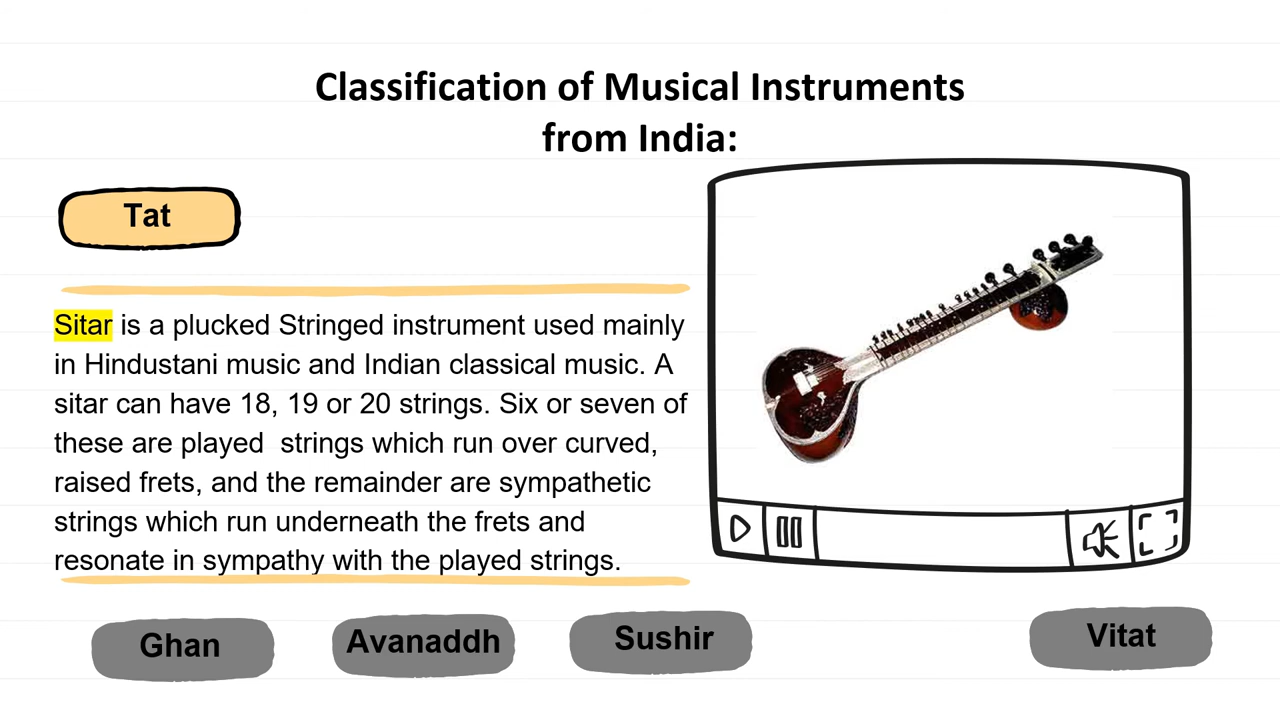 Classification of Musical Instruments
from India:
Tat
Sitar is a plucked Stringed instrument used mainly
in Hindustani music and Indian classical music. A
sitar can have 18, 19 or 20 strings. Six or seven of
these are played  strings which run over curved,
raised frets, and the remainder are sympathetic
strings which run underneath the frets and
resonate in sympathy with the played strings.
Ghan
Avanaddh
Sushir
Vitat